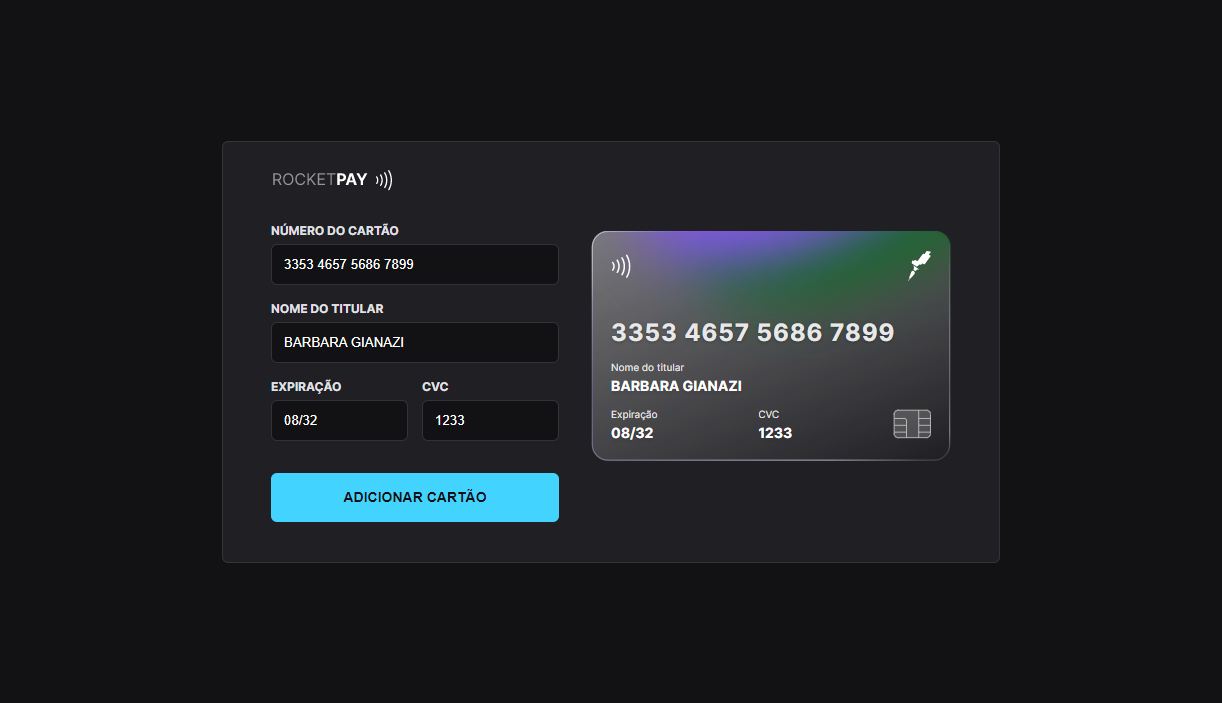 ROCKETPAY
NÚMERO DO CARTÃO
3353 4657 5686 7899
NOME DO TITULAR
BARBARA GIANAZI
EXPIRAÇÃO CVC
08/32 1233
ADICIONAR CARTÃO
3353 4657 5686 7899
Nome do titular
BARBARA GIANAZI
Expiração CVC
08/32 1233